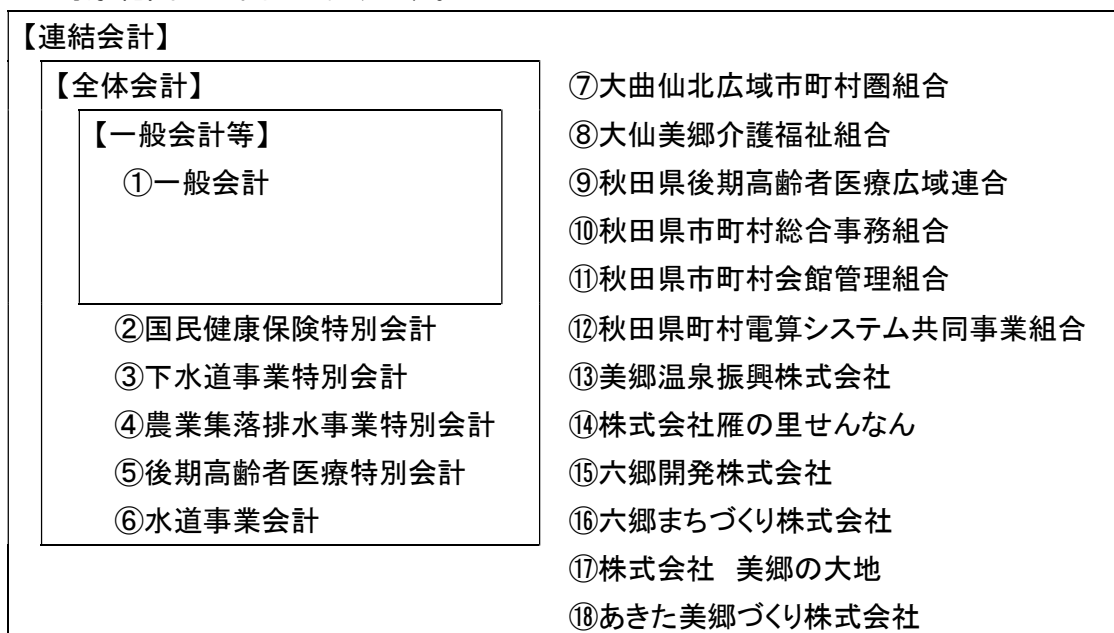 【連結会計】
【全体会計】
【一般会計等】
①一般会計
②国民健康保険特別会計
③下水道事業特別会計
④農業集落排水事業特別会計
⑤後期高齢者医療特別会計
⑥水道事業会計
⑦大曲仙北広域市町村圏組合
⑧大仙美郷介護福祉組合
⑨秋田県後期高齢者医療広域連合
⑩秋田県市町村総合事務組合
⑪秋田県市町村会館管理組合
⑫秋田県町村電算システム共同事業組合
⑬美郷温泉振興株式会社
⑭株式会社雁の里せんなん
⑮六郷開発株式会社
⑯六郷まちづくり株式会社
⑰株式会社　美郷の大地
⑱あきた美郷づくり株式会社